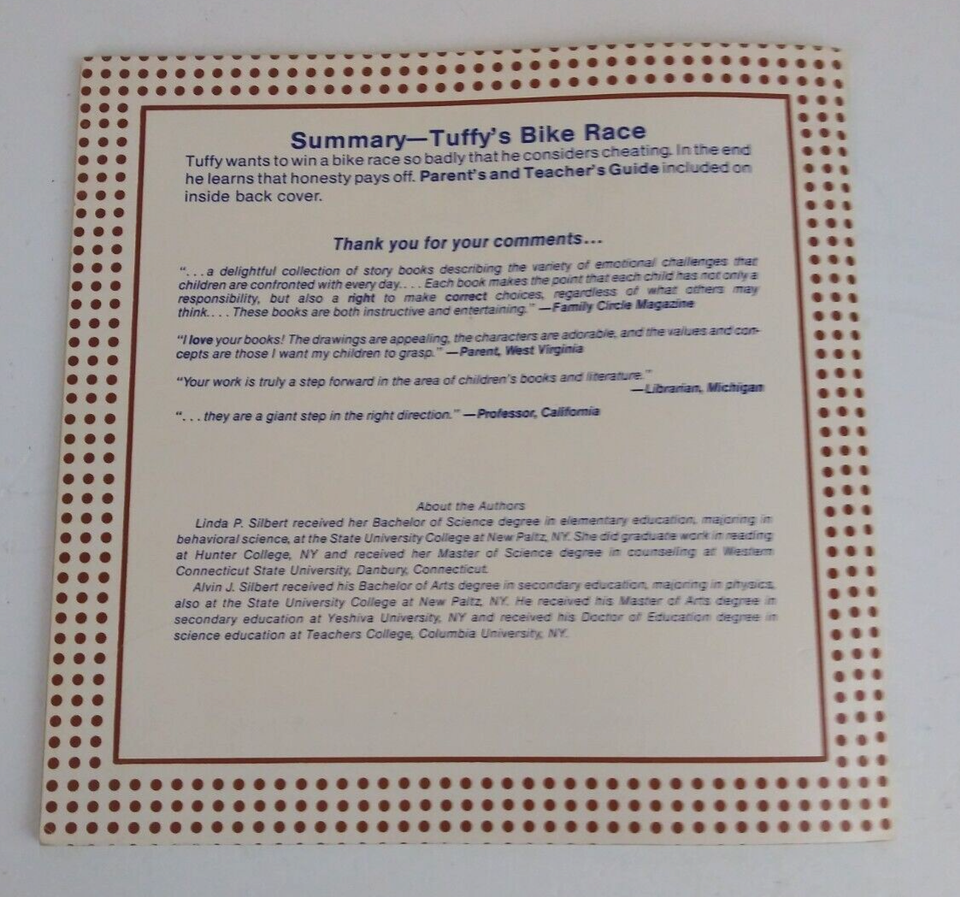 Summary—Tuffy's Bike Race
Tuffy wants to win a bike race so badly that he considers cheating. In the end
he learns that honesty pays off. Parent's and Teacher's Guide included on
inside back cover.
Thank you for your comments...
“. . . a delightful collection of story books describing the variety of emotional challenges that
children are confronted with every day. . . . Each book makes the point that each child has not only a
responsibility, but also a right to make correct choices, regardless of what others may
think. . . . These books are both instructive and entertaining.” —Family Circle Magazine
“I love your books! The drawings are appealing, the characters are adorable, and the values and con-
cepts are those I want my children to grasp.” —Parent, West Virginia
“Your work is truly a step forward in the area of children's books and literature.”
—Librarian, Michigan
“. . . they are a giant step in the right direction.” —Professor, California
About the Authors
Linda P. Silbert received her Bachelor of Science degree in elementary education, majoring in
behavioral science, at the State University College at New Paltz, NY. She did graduate work in reading
at Hunter College, NY and received her Master of Science degree in counseling at Western
Connecticut State University, Danbury, Connecticut.
Alvin J. Silbert received his Bachelor of Arts degree in secondary education, majoring in physics,
also at the State University College at New Paltz, NY. He received his Master of Arts degree in
secondary education at Yeshiva University, NY and received his Doctor of Education degree in
science education at Teachers College, Columbia University, NY.